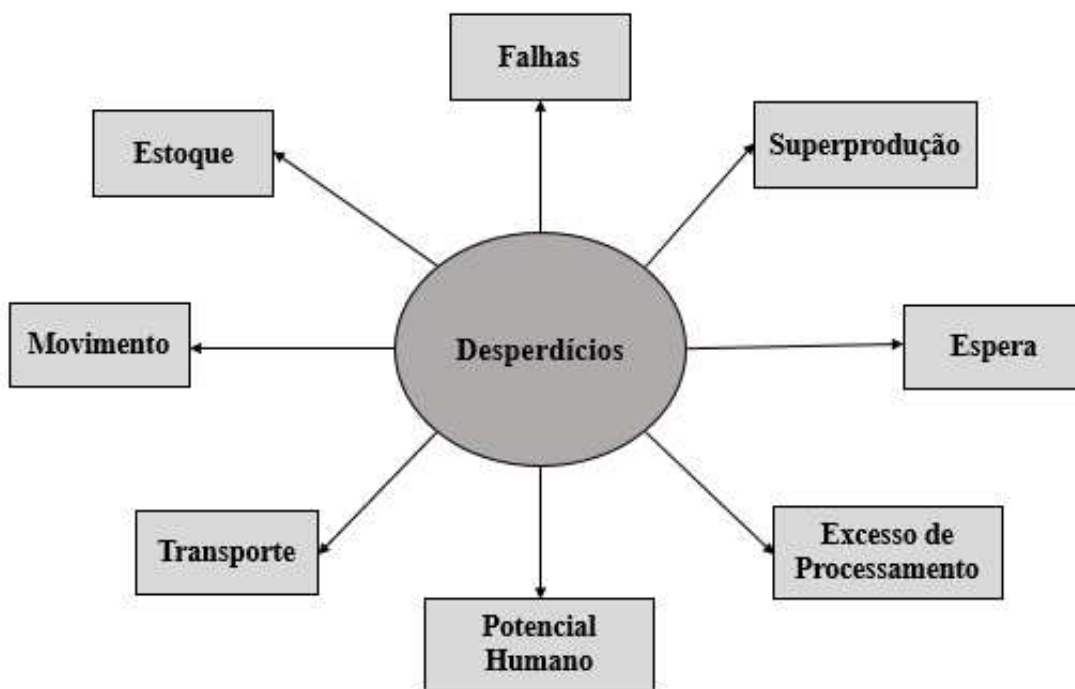 Falhas
Estoque
Superprodução
Movimento
Desperdícios
Espera
Transporte
Excesso de
Processamento
Potencial
Humano